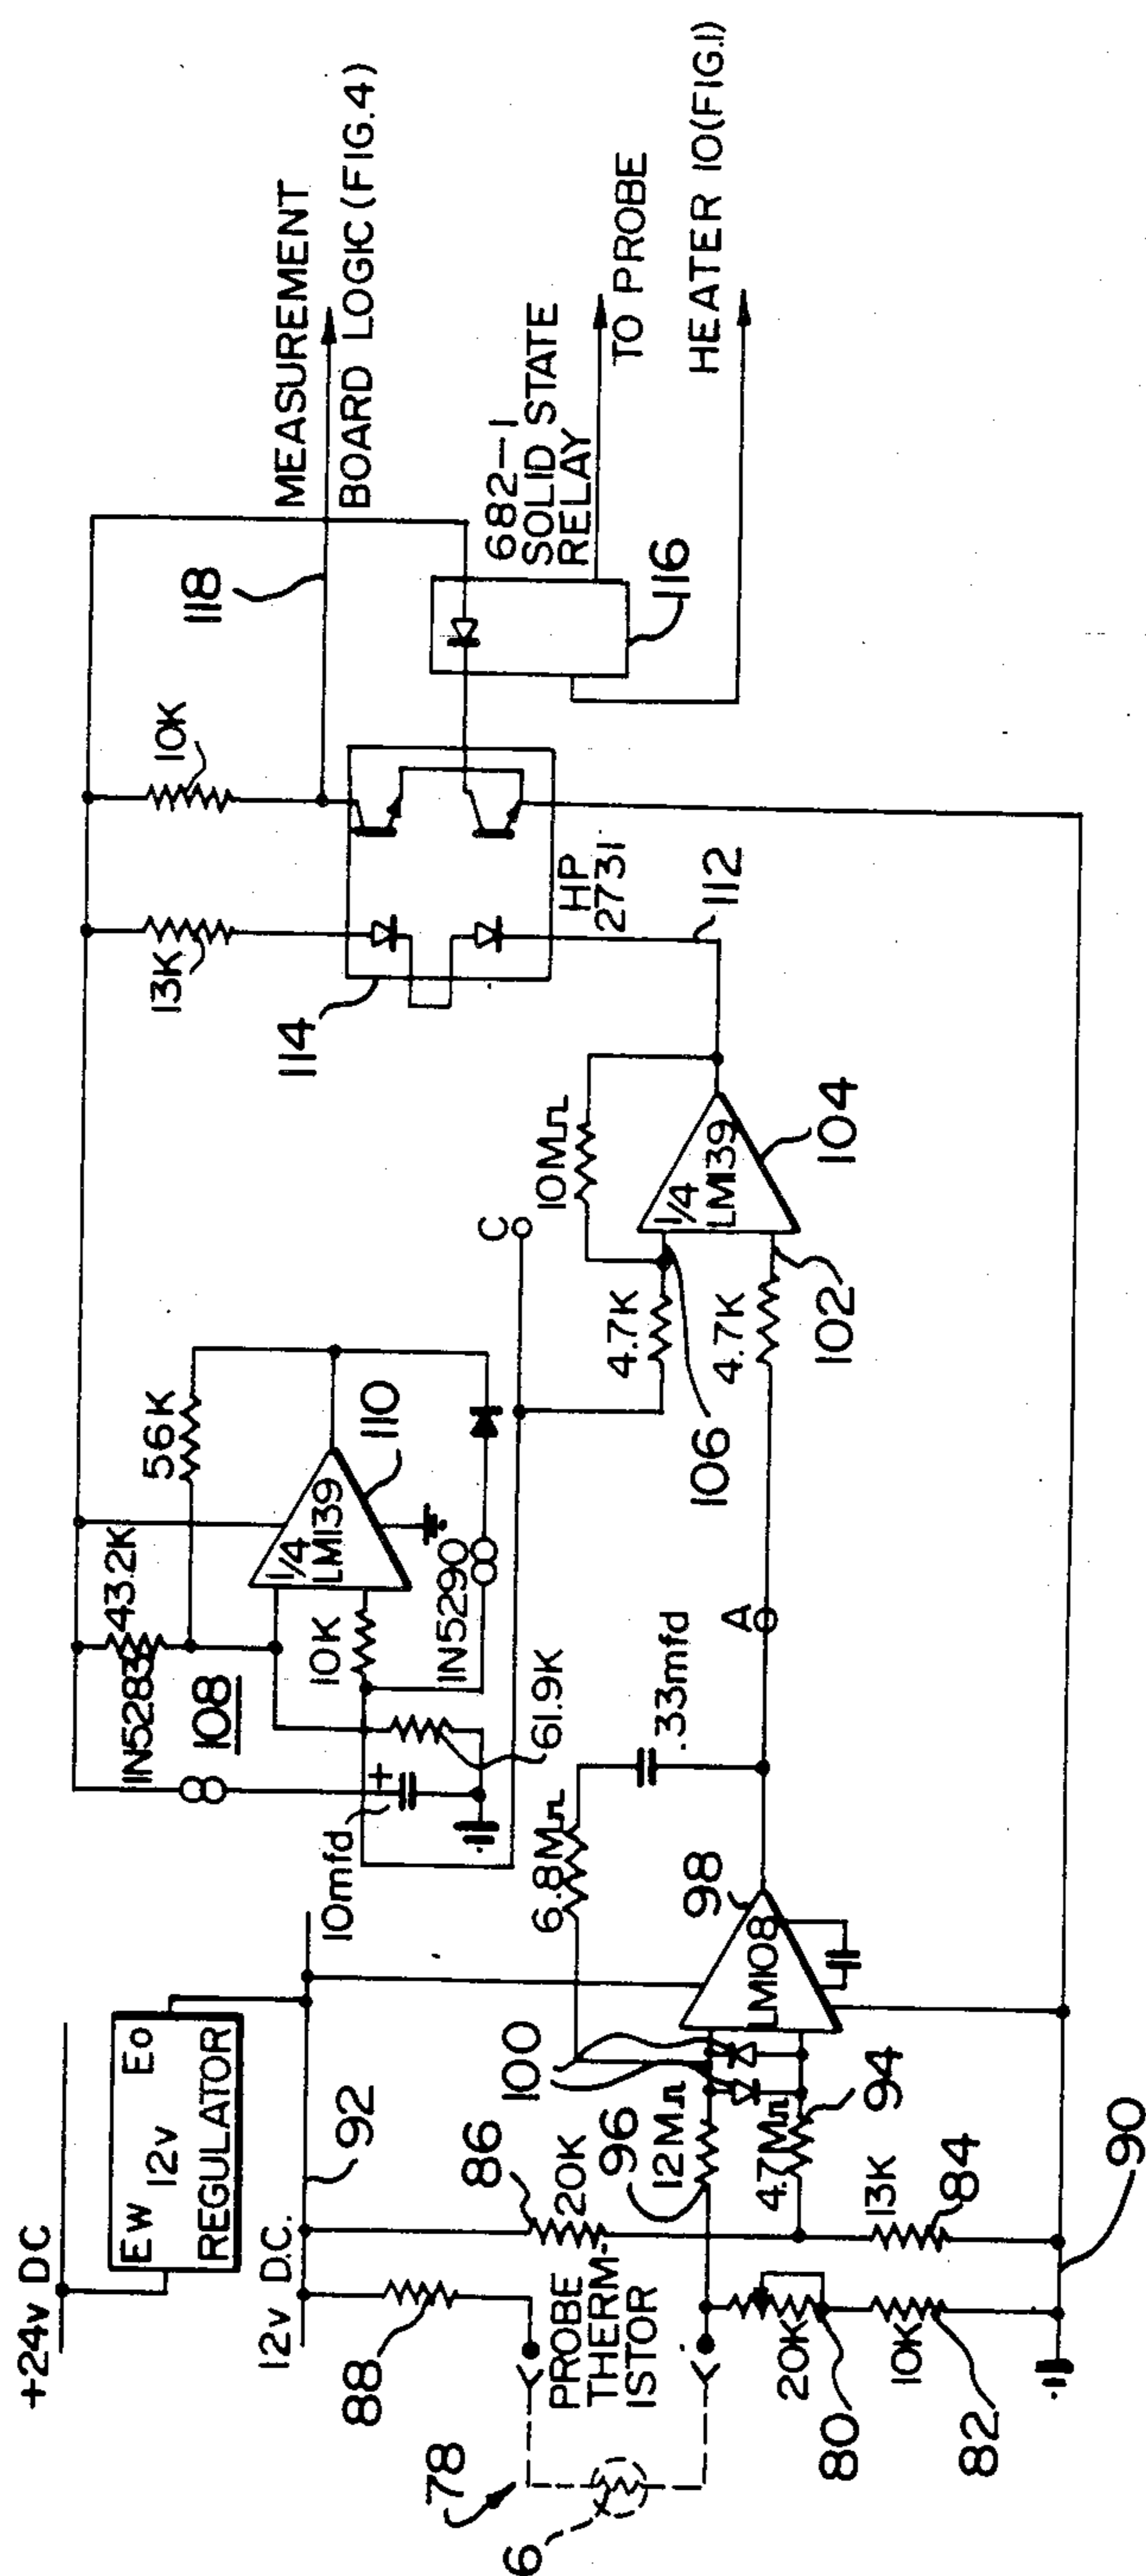 +24v DC
Ew 12v Eo
REGULATOR
12v D.C.
92
88
86
20K
PROBE
THERM-
ISTOR
78
6
96
12MΩ
100
4.7MΩ
94
13K
84
20K
80
10K
82
90
LM108
98
6.8MΩ
.33mfd
A
10mfd
1N5283
108
43.2K
56K
1/4
LM139
110
10K
1N5290
61.9K
C
106
4.7K
4.7K
102
10MΩ
1/4
LM139
104
112
13K
114
10K
HP
2731
118
MEASUREMENT
BOARD LOGIC (FIG.4)
682-1
SOLID STATE
RELAY
116
TO PROBE
HEATER 10 (FIG.1)